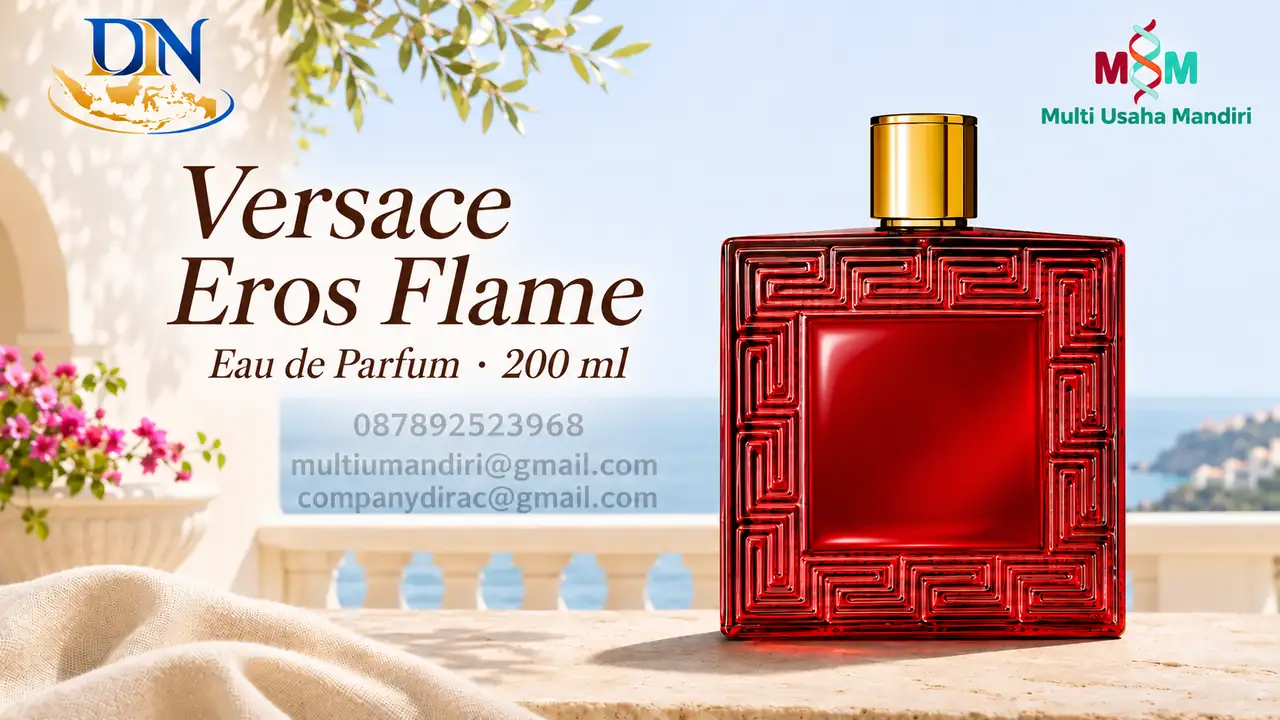 DIN
MSM
Multi Usaha Mandiri
Versace
Eros Flame
Eau de Parfum · 200 ml
087892523968
multiumandiri@gmail.com
companydirac@gmail.com